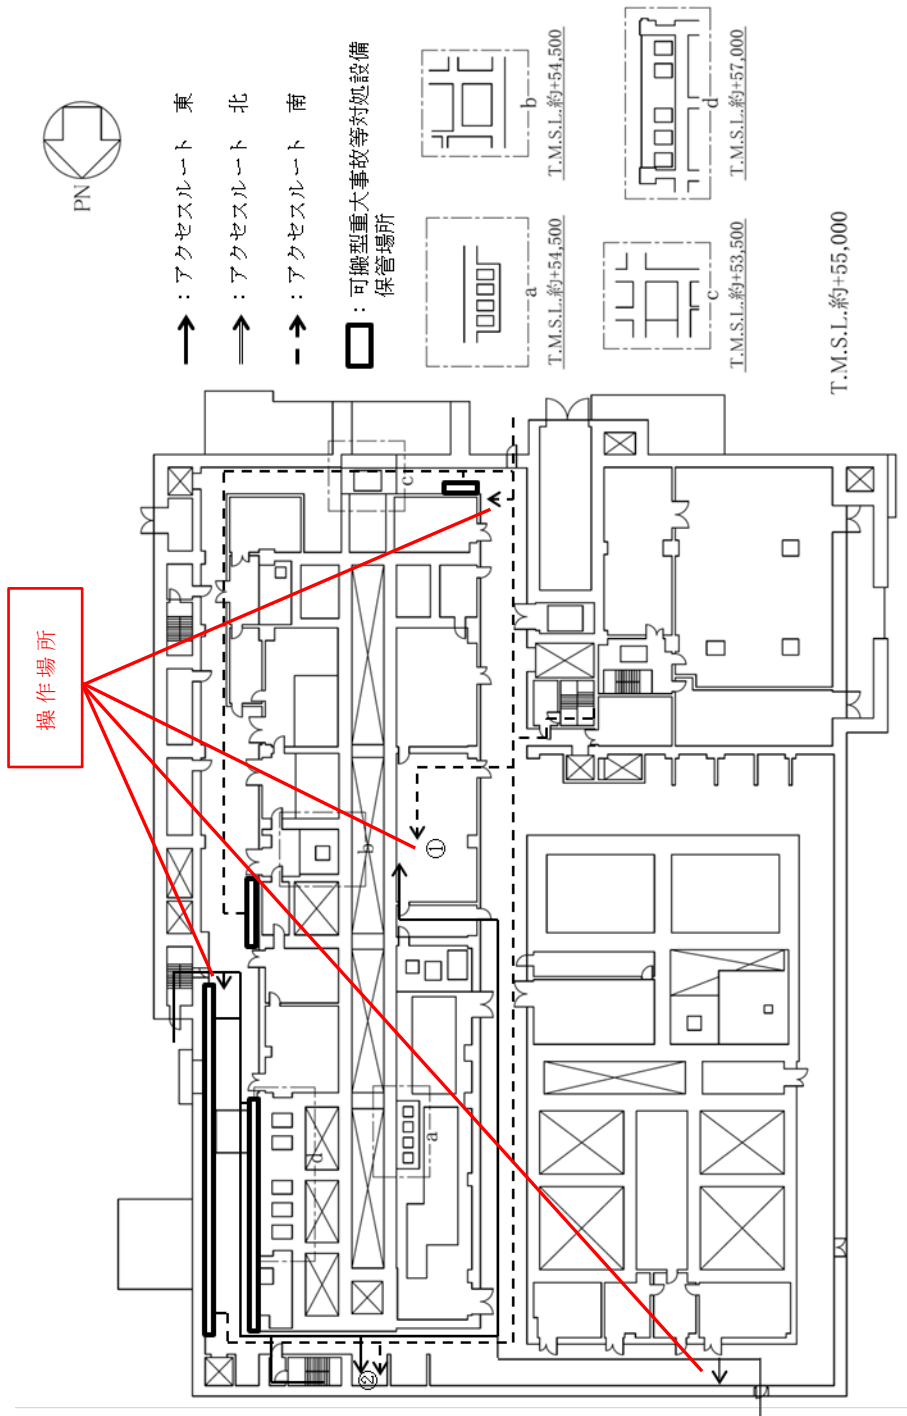 PN
：アクセスルート　東
：アクセスルート　北
：アクセスルート　南
：可搬型重大事故等対処設備
保管場所
a
T.M.S.L.約+54,500
b
T.M.S.L.約+54,500
c
T.M.S.L.約+53,500
d
T.M.S.L.約+57,000
T.M.S.L.約+55,000
操作場所
c
b
①
a
d
②